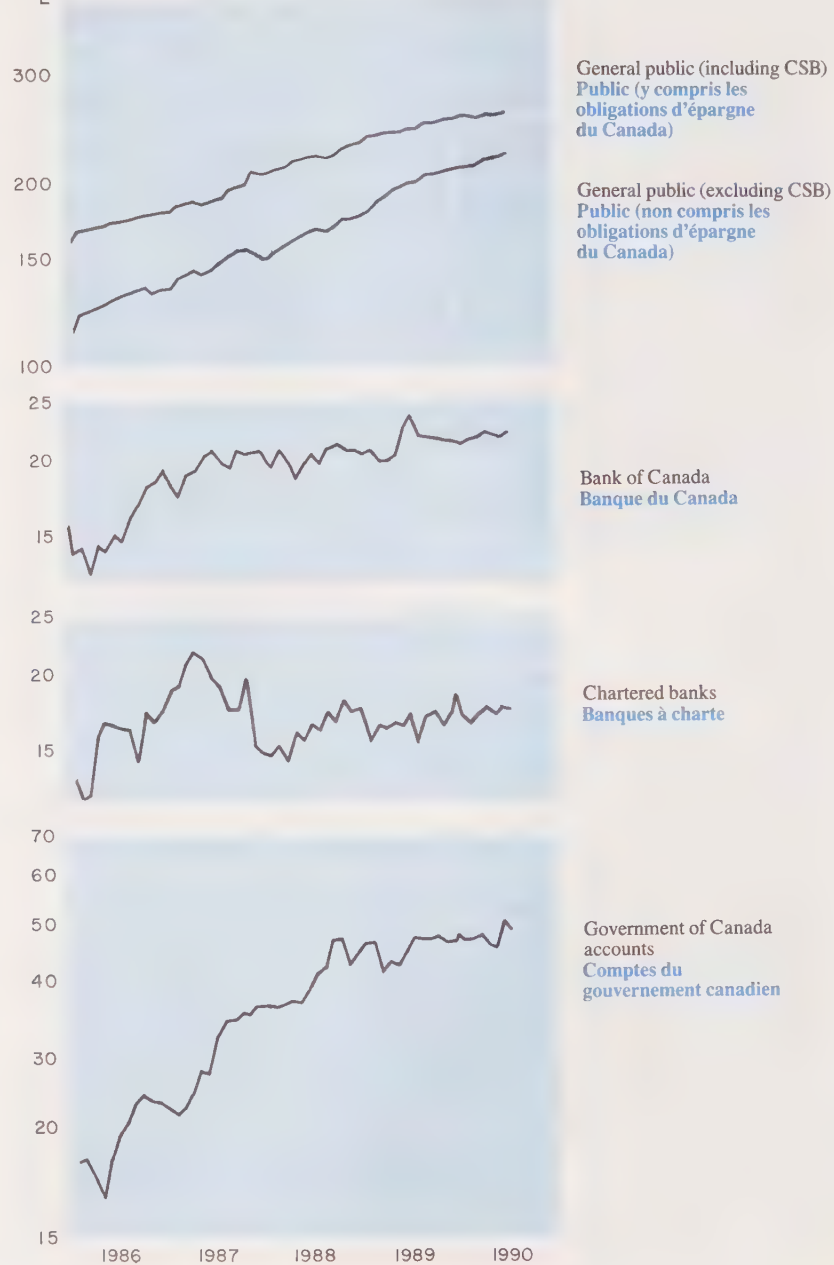 300
200
150
100
General public (including CSB)
Public (y compris les
obligations d'épargne
du Canada)
General public (excluding CSB)
Public (non compris les
obligations d'épargne
du Canada)
25
20
15
Bank of Canada
Banque du Canada
25
20
15
Chartered banks
Banques à charte
70
60
50
40
30
20
15
Government of Canada
accounts
Comptes du
gouvernement canadien
1986 1987 1988 1989 1990